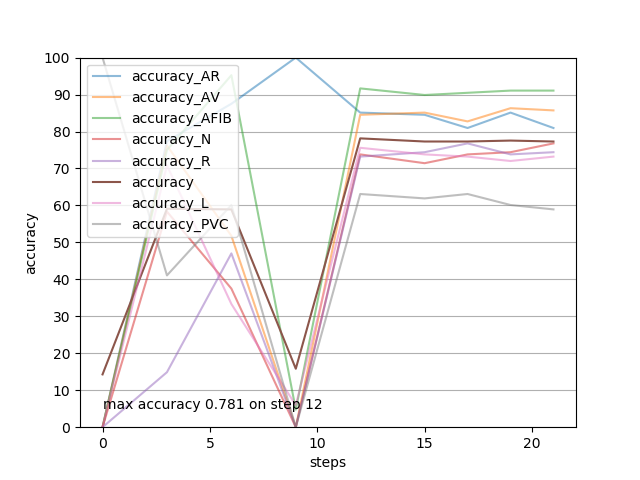 100
90
80
70
60
50
40
30
20
10
0
accuracy
accuracy_AR
accuracy_AV
accuracy_AFIB
accuracy_N
accuracy_R
accuracy
accuracy_L
accuracy_PVC
max accuracy 0.781 on step 12
0 5 10 15 20
steps